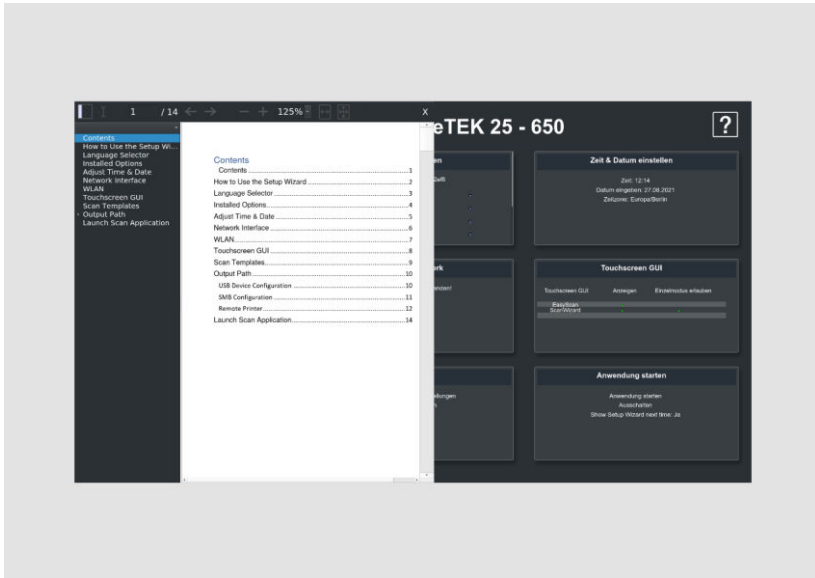 1 / 14 125% X
Contents
How to Use the Setup Wi...
Language Selector
Installed Options
Adjust Time & Date
Network Interface
WLAN
Touchscreen GUI
Scan Templates
Output Path
Launch Scan Application
Contents
Contents....................1
How to Use the Setup Wizard....................2
Language Selector....................3
Installed Options....................4
Adjust Time & Date....................5
Network Interface....................6
WLAN....................7
Touchscreen GUI....................8
Scan Templates....................9
Output Path....................10
USB Device Configuration....................10
SMB Configuration....................11
Remote Printer....................12
Launch Scan Application....................14
eTEK 25 - 650
?
en
Zeit & Datum einstellen
Zeit: 12:14
Datum eingeben: 27.08.2021
Zeitzone: Europa/Berlin
Touchscreen GUI
Touchscreen GUI Anzeigen Einzelmodus erlauben
EasyScan
ScanWizard
Anwendung starten
Anwendung starten
Ausschalten
Show Setup Wizard next time: Ja